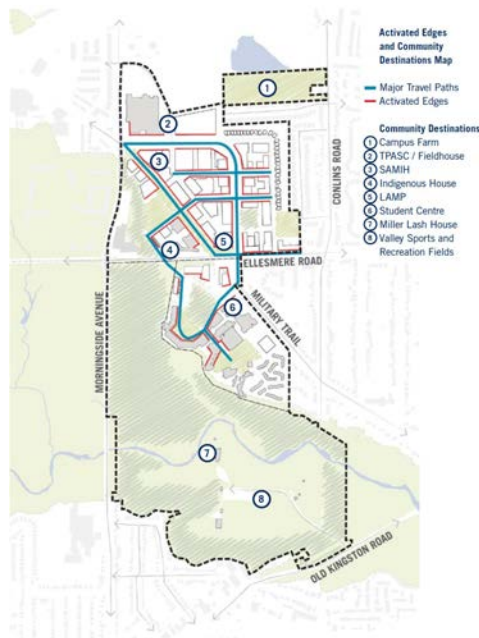 Activated Edges
and Community
Destinations Map
Major Travel Paths
Activated Edges
Community Destinations
1 Campus Farm
2 TPASC / Fieldhouse
3 SAMIH
4 Indigenous House
5 LAMP
6 Student Centre
7 Miller Lash House
8 Valley Sports and
Recreation Fields
1
2
3
4
5
6
7
8
CONLINS ROAD
ELLESMERE ROAD
MILITARY TRAIL
MORNINGSIDE AVENUE
OLD KINGSTON ROAD